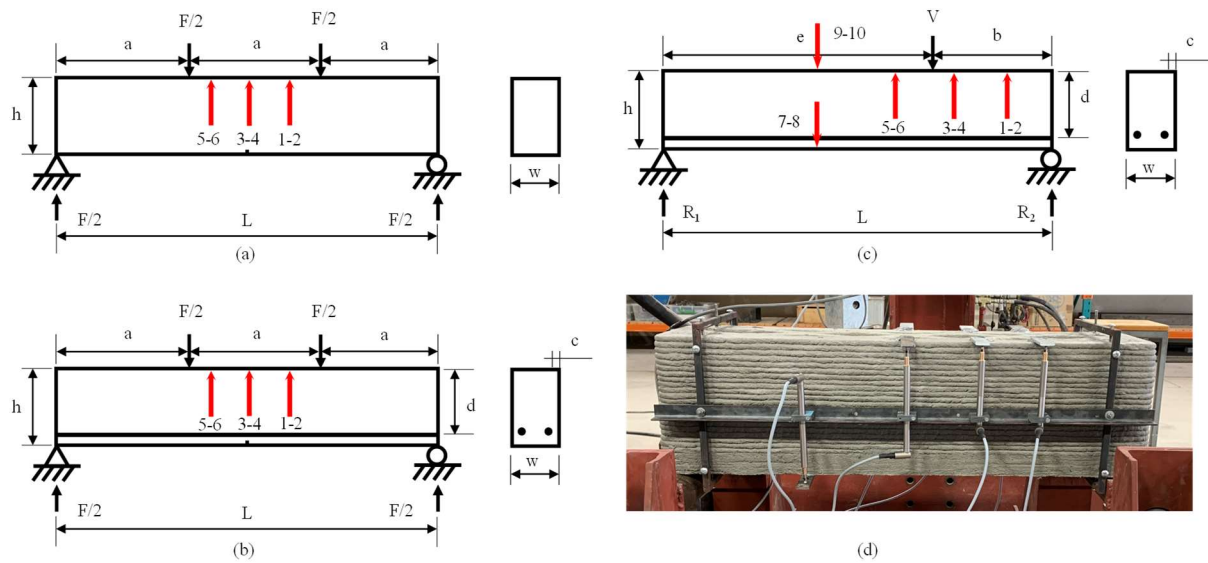 F/2 F/2
a a a
h
5-6 3-4 1-2
w
F/2 L F/2
(a)
V
e 9-10 b c
h d
7-8 5-6 3-4 1-2
w
R1 L R2
(c)
F/2 F/2
a a a c
h d
5-6 3-4 1-2
w
F/2 L F/2
(b)
(d)